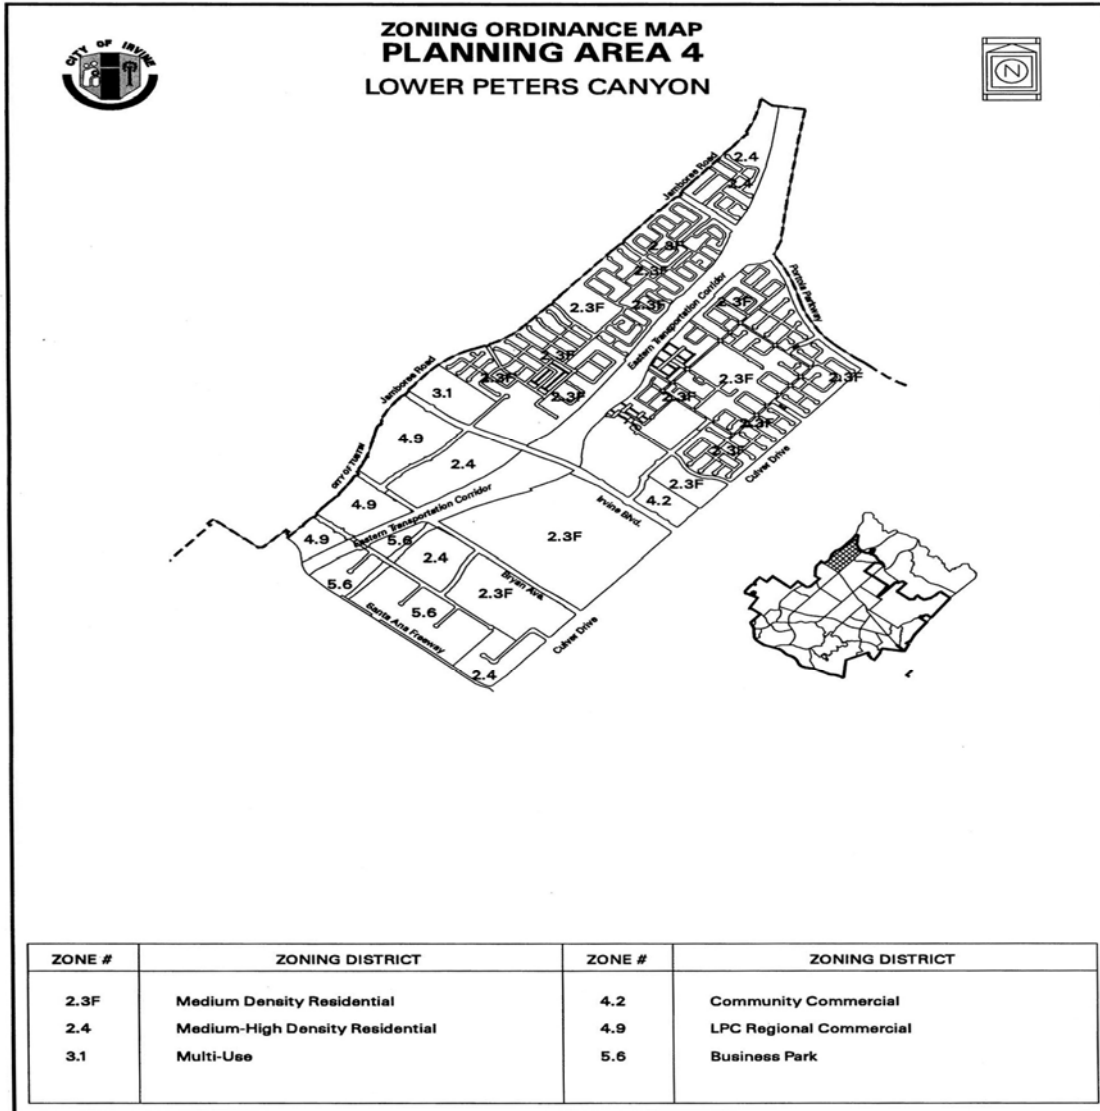 CITY OF IRVINE
ZONING ORDINANCE MAP
PLANNING AREA 4
LOWER PETERS CANYON
N
2.4
2.4
Jamboree Road
2.3F
2.3F
2.3F
2.3F
Portola Parkway
Eastern Transportation Corridor
2.3F
2.3F
2.3F
2.3F
2.3F
2.3F
2.3F
Jamboree Road
3.1
2.3F
2.3F
4.9
2.4
CITY OF TUSTIN
Culver Drive
2.3F
4.2
Irvine Blvd.
4.9
Eastern Transportation Corridor
4.9
5.6
2.3F
2.4
5.6
Bryan Ave.
2.3F
5.6
Santa Ana Freeway
Culver Drive
2.4
ZONE # ZONING DISTRICT ZONE # ZONING DISTRICT
2.3F Medium Density Residential 4.2 Community Commercial
2.4 Medium-High Density Residential 4.9 LPC Regional Commercial
3.1 Multi-Use 5.6 Business Park